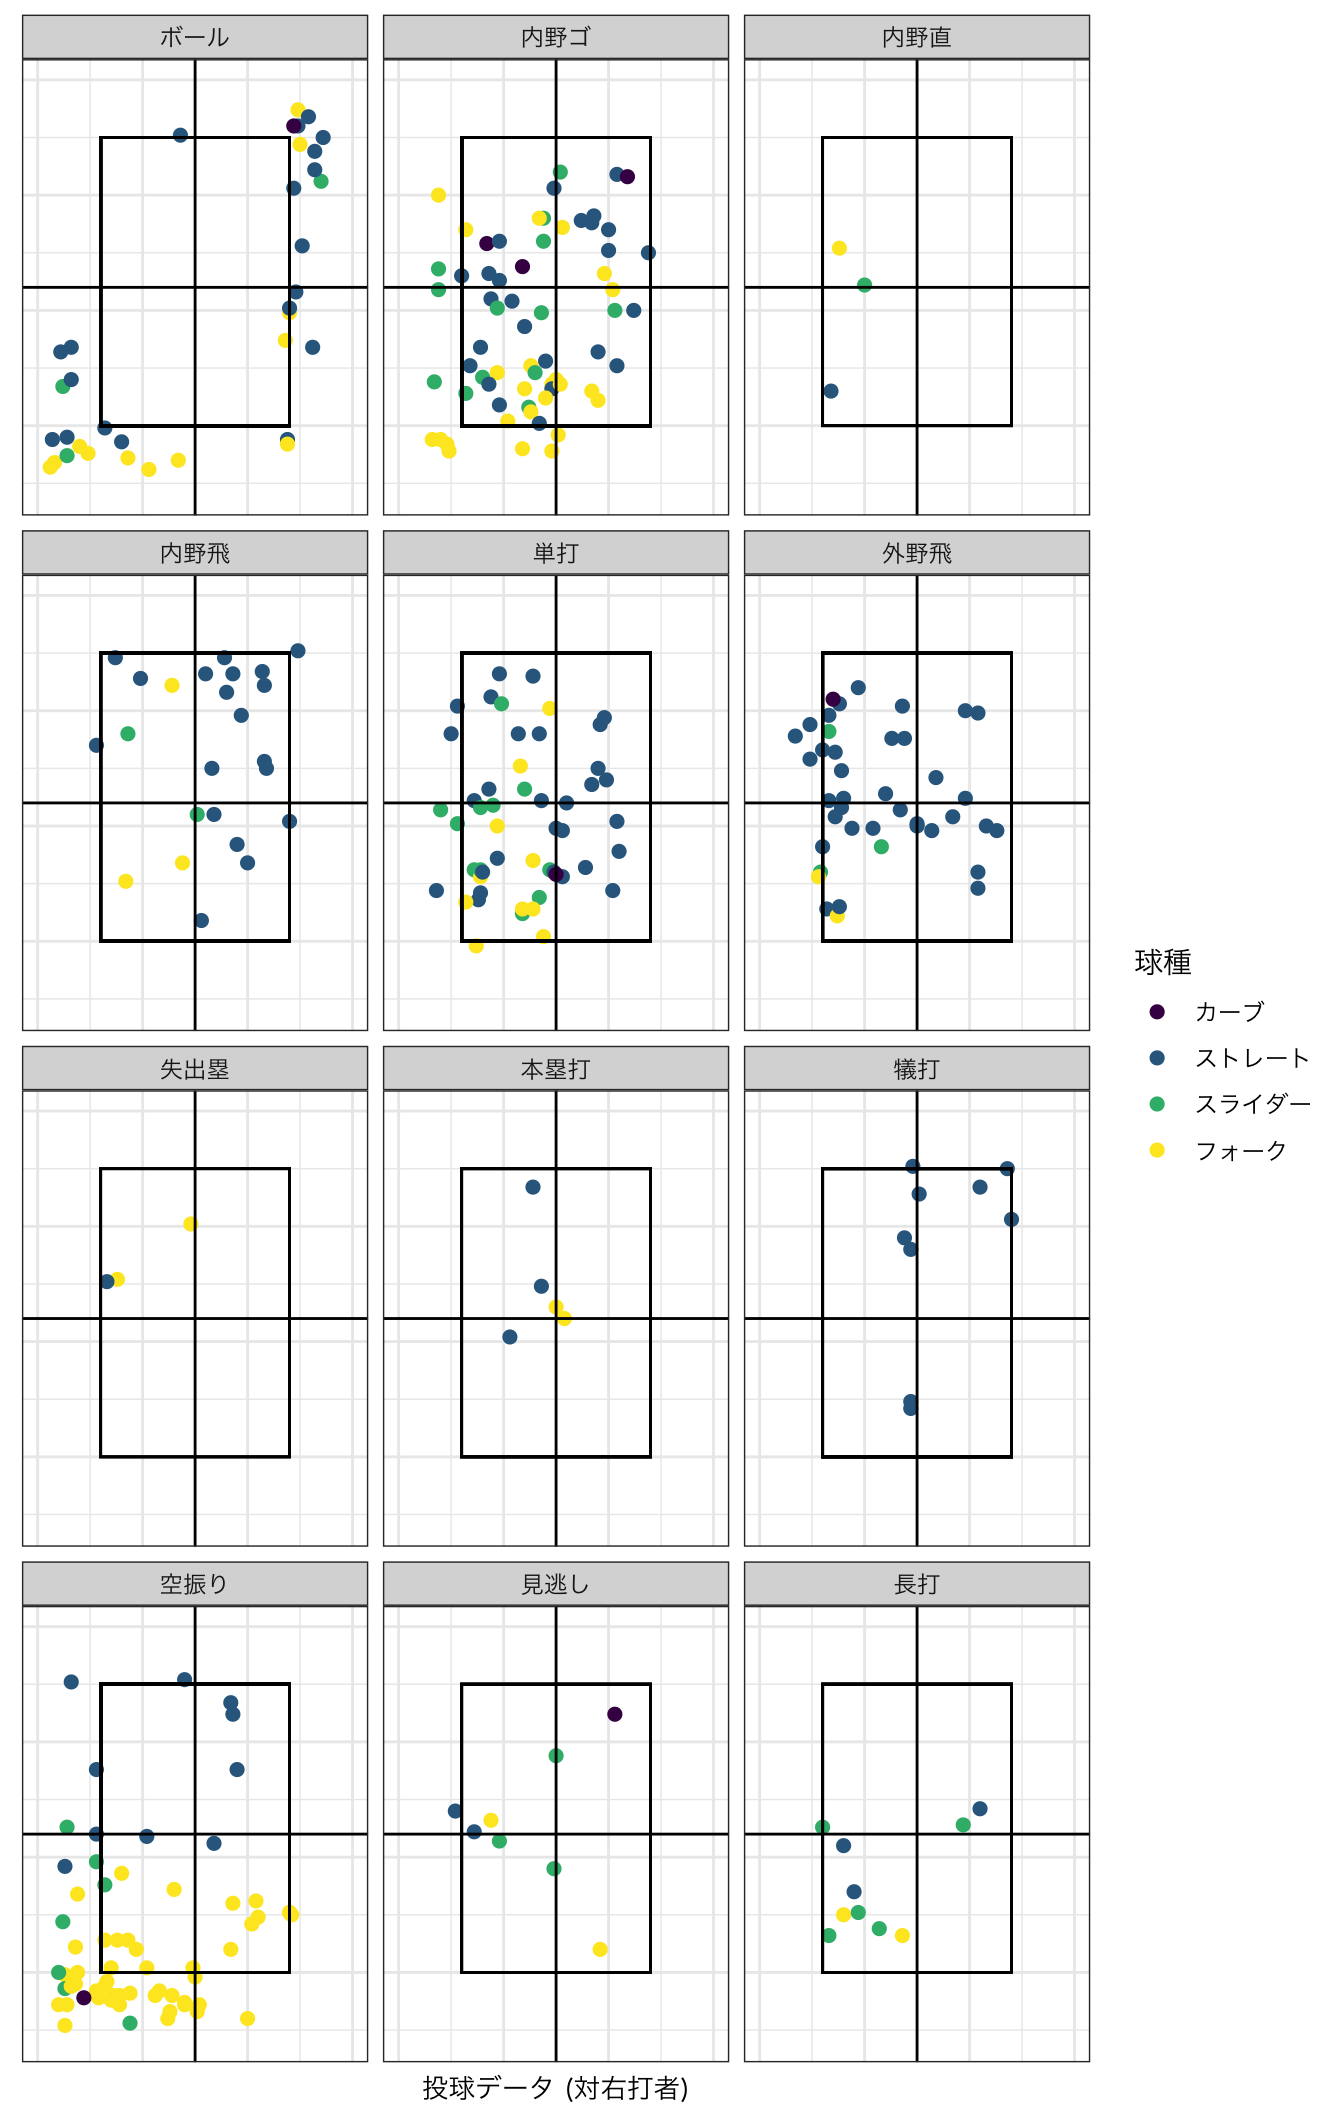 ボール
内野ゴ
内野直
内野飛
単打
外野飛
失出塁
本塁打
犠打
空振り
見逃し
長打
球種
カーブ
ストレート
スライダー
フォーク
投球データ (対右打者)